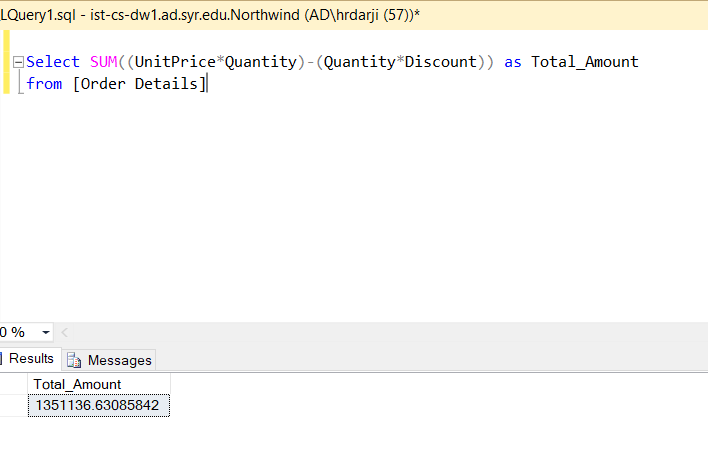 LQuery1.sql - ist-cs-dw1.ad.syr.edu.Northwind (AD\hrdarji (57))*
Select SUM((UnitPrice*Quantity)-(Quantity*Discount)) as Total_Amount
from [Order Details]
0 %
Results Messages
Total_Amount
1351136.63085842